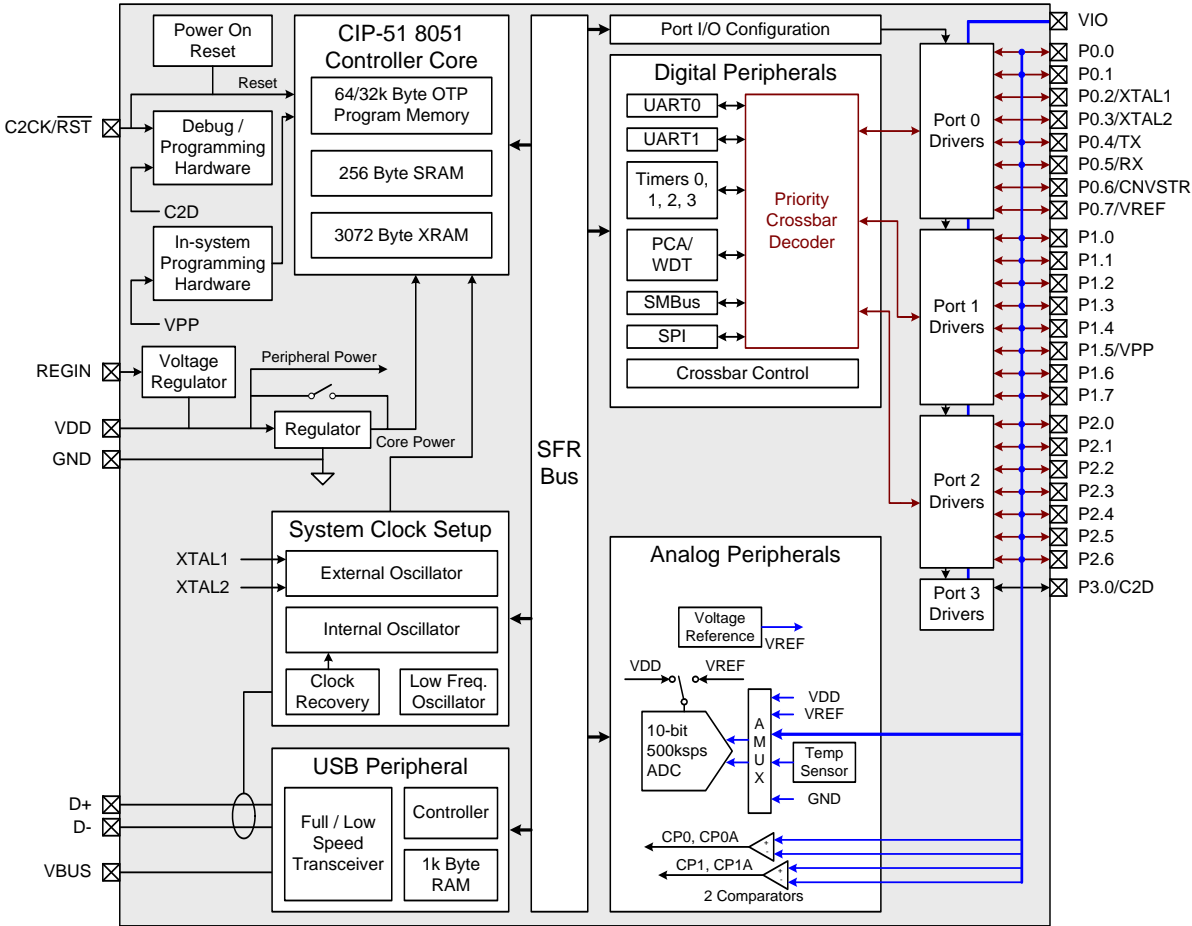 Power On
Reset
Reset
C2CK/RST
Debug /
Programming
Hardware
C2D
In-system
Programming
Hardware
VPP
CIP-51 8051
Controller Core
64/32k Byte OTP
Program Memory
256 Byte SRAM
3072 Byte XRAM
REGIN
Voltage
Regulator
Peripheral Power
VDD
Regulator
Core Power
GND
System Clock Setup
XTAL1
XTAL2
External Oscillator
Internal Oscillator
Clock
Recovery
Low Freq.
Oscillator
USB Peripheral
D+
D-
VBUS
Full / Low
Speed
Transceiver
Controller
1k Byte
RAM
SFR
Bus
Port I/O Configuration
Digital Peripherals
UART0
UART1
Timers 0,
1, 2, 3
PCA/
WDT
SMBus
SPI
Priority
Crossbar
Decoder
Crossbar Control
Analog Peripherals
Voltage
Reference
VREF
VDD
VREF
10-bit
500ksps
ADC
A
M
U
X
VDD
VREF
Temp
Sensor
GND
CP0, CP0A
+
-
CP1, CP1A
+
-
2 Comparators
Port 0
Drivers
Port 1
Drivers
Port 2
Drivers
Port 3
Drivers
VIO
P0.0
P0.1
P0.2/XTAL1
P0.3/XTAL2
P0.4/TX
P0.5/RX
P0.6/CNVSTR
P0.7/VREF
P1.0
P1.1
P1.2
P1.3
P1.4
P1.5/VPP
P1.6
P1.7
P2.0
P2.1
P2.2
P2.3
P2.4
P2.5
P2.6
P3.0/C2D